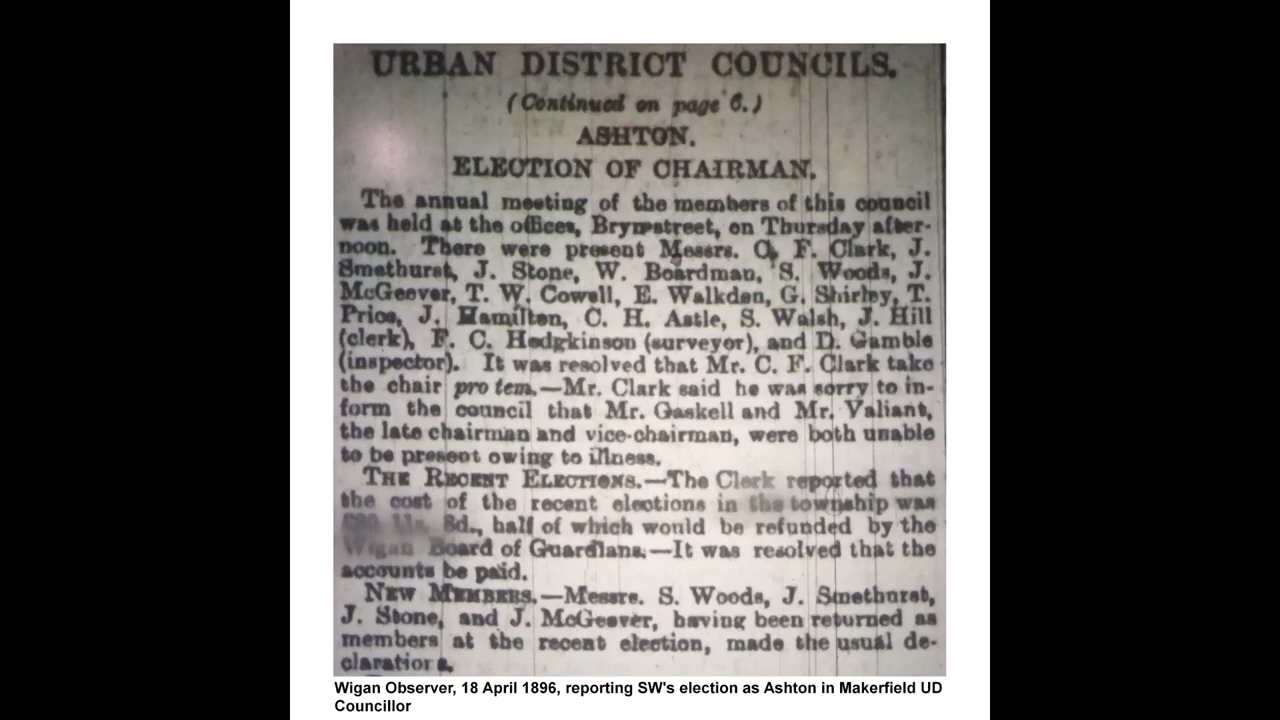 URBAN DISTRICT COUNCILS.
(Continued on page 6.)
ASHTON.
ELECTION OF CHAIRMAN.
The annual meeting of the members of this council
was held at the offices, Bryn-street, on Thursday after-
noon. There were present Messrs. C. F. Clark, J.
Smethurst, J. Stone, W. Boardman, S. Woods, J.
McGeever, T. W. Cowell, E. Walkden, G. Shirley, T.
Price, J. Hamilton, C. H. Astle, S. Walsh, J. Hill
(clerk), F. C. Hodgkinson (surveyor), and D. Gamble
(inspector). It was resolved that Mr. C. F. Clark take
the chair pro tem.—Mr. Clark said he was sorry to in-
form the council that Mr. Gaskell and Mr. Valiant,
the late chairman and vice-chairman, were both unable
to be present owing to illness.
THE RECENT ELECTIONS.—The Clerk reported that
the cost of the recent elections in the township was
8d., half of which would be refunded by the
Wigan Board of Guardians.—It was resolved that the
accounts be paid.
NEW MEMBERS.—Messrs. S. Woods, J. Smethurst,
J. Stone, and J. McGeever, having been returned as
members at the recent election, made the usual de-
clarations.
Wigan Observer, 18 April 1896, reporting SW's election as Ashton in Makerfield UD
Councillor